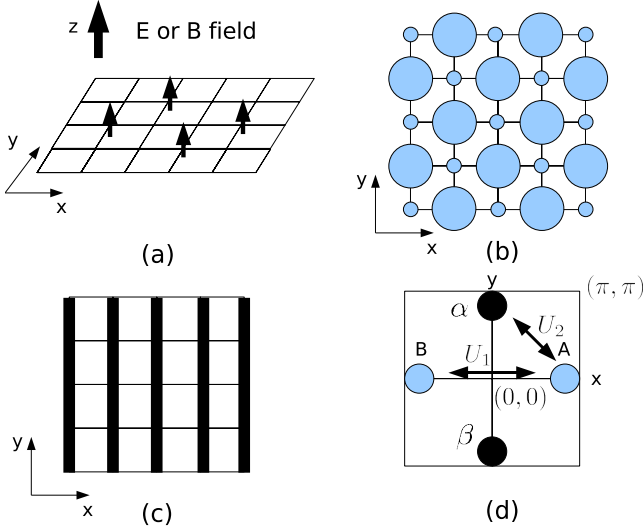 z
E or B field
y
x
(a)
y
x
(b)
y
x
(c)
y
(π, π)
α
U₂
B
U₁
A
x
(0, 0)
β
(d)